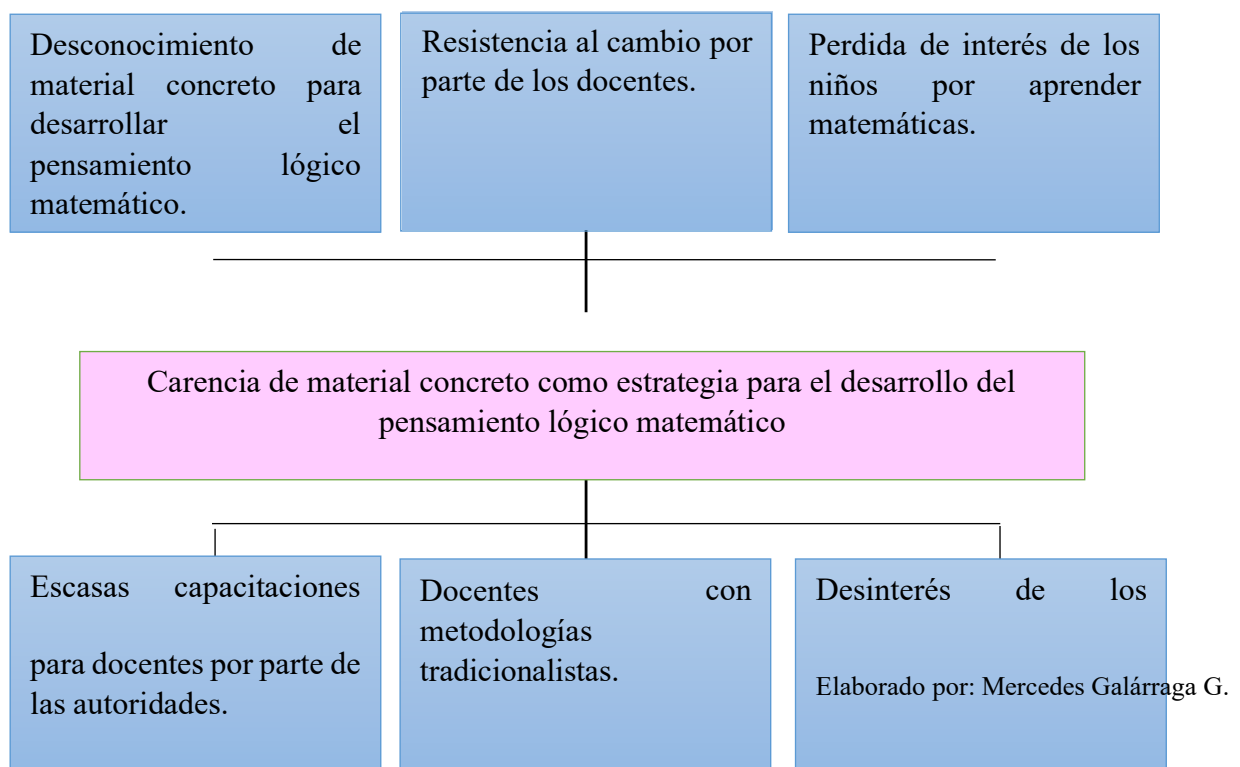 Desconocimiento de
material concreto para
desarrollar el
pensamiento lógico
matemático.
Resistencia al cambio por
parte de los docentes.
Perdida de interés de los
niños por aprender
matemáticas.
Carencia de material concreto como estrategia para el desarrollo del
pensamiento lógico matemático
Escasas capacitaciones
para docentes por parte de
las autoridades.
Docentes con
metodologías
tradicionalistas.
Desinterés de los
Elaborado por: Mercedes Galárraga G.